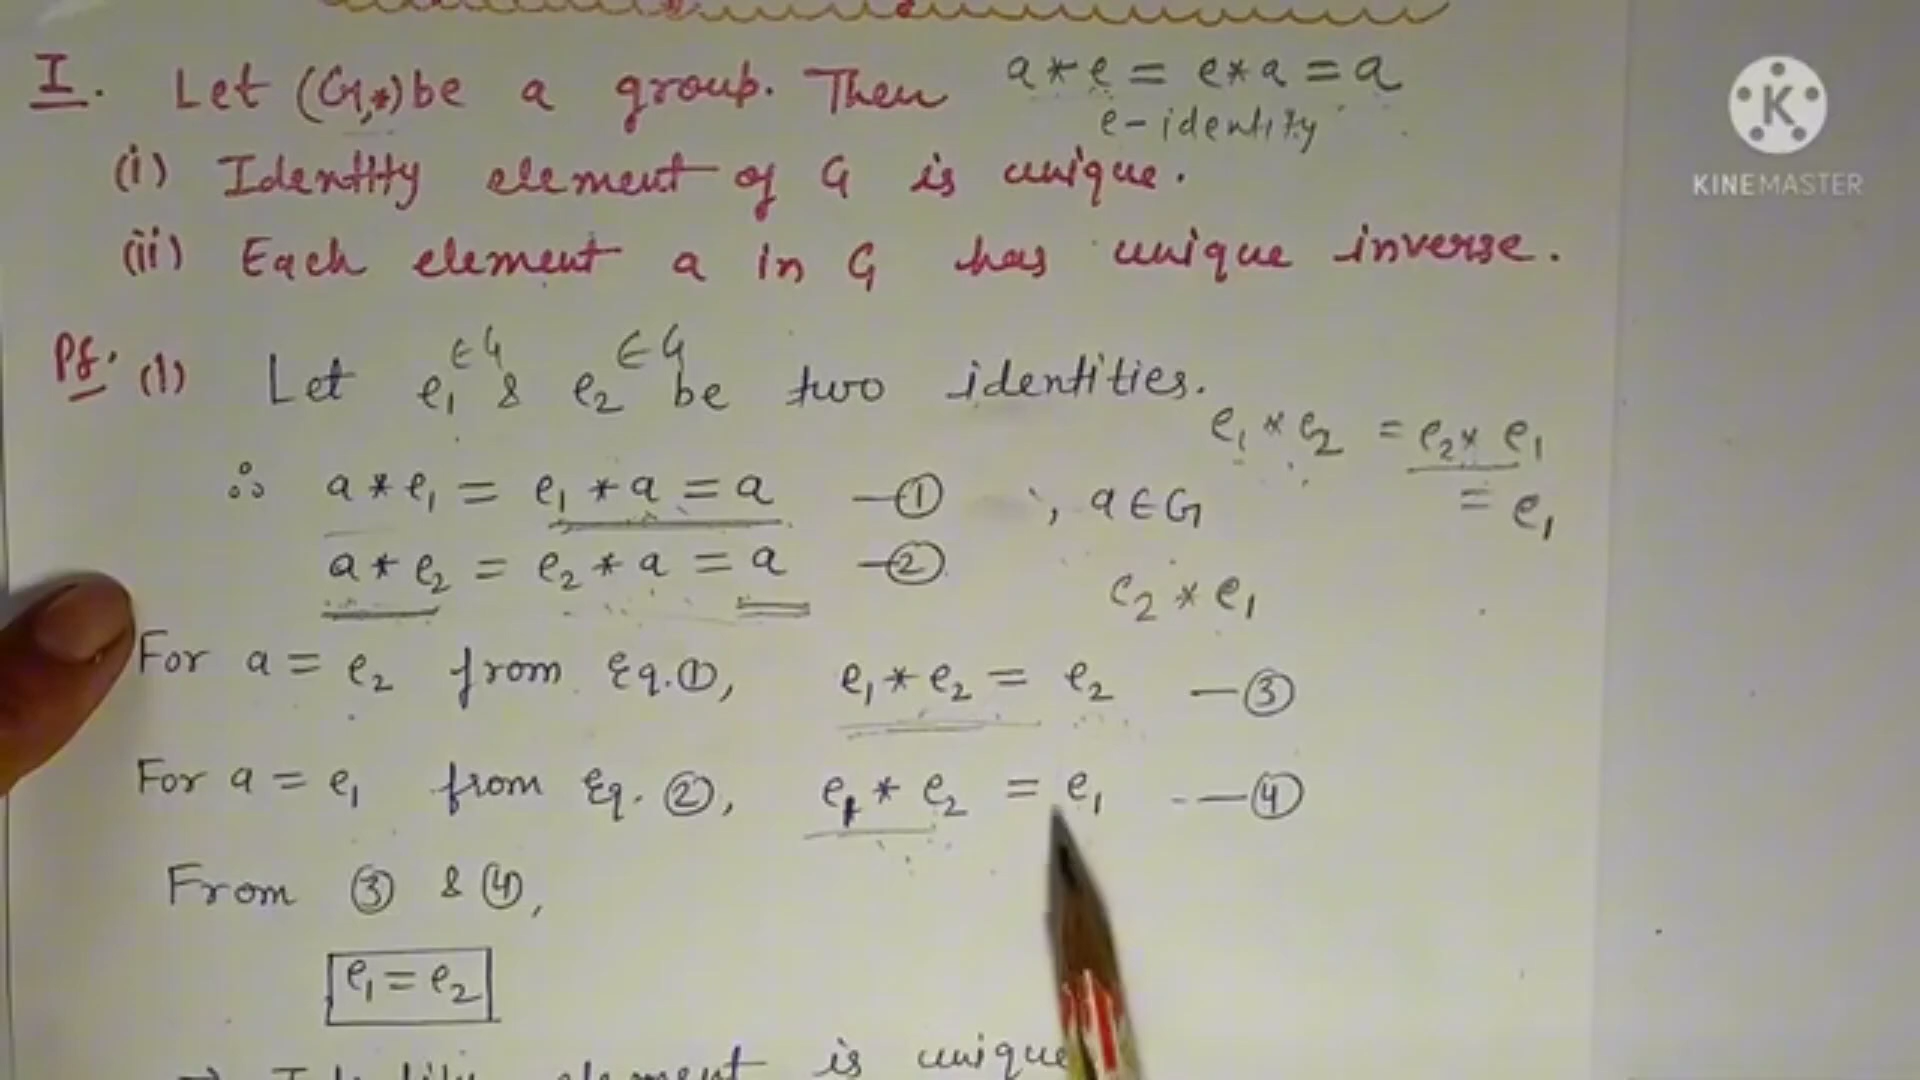 I. Let (G,*) be a group. Then a * e = e * a = a
e - identity
(i) Identity element of G is unique.
(ii) Each element a in G has unique inverse.
Pf. (1) Let e₁ ∈ G & e₂ ∈ G be two identities.
e₁ * e₂ = e₂ * e₁
= e₁
∴ a * e₁ = e₁ * a = a —① , a ∈ G
a * e₂ = e₂ * a = a —②
e₂ * e₁
For a = e₂ from Eq.①, e₁ * e₂ = e₂ —③
For a = e₁ from Eq. ②, e₁ * e₂ = e₁ —④
From ③ & ④,
e₁ = e₂
⇒ Identity element is unique
K
KINEMASTER